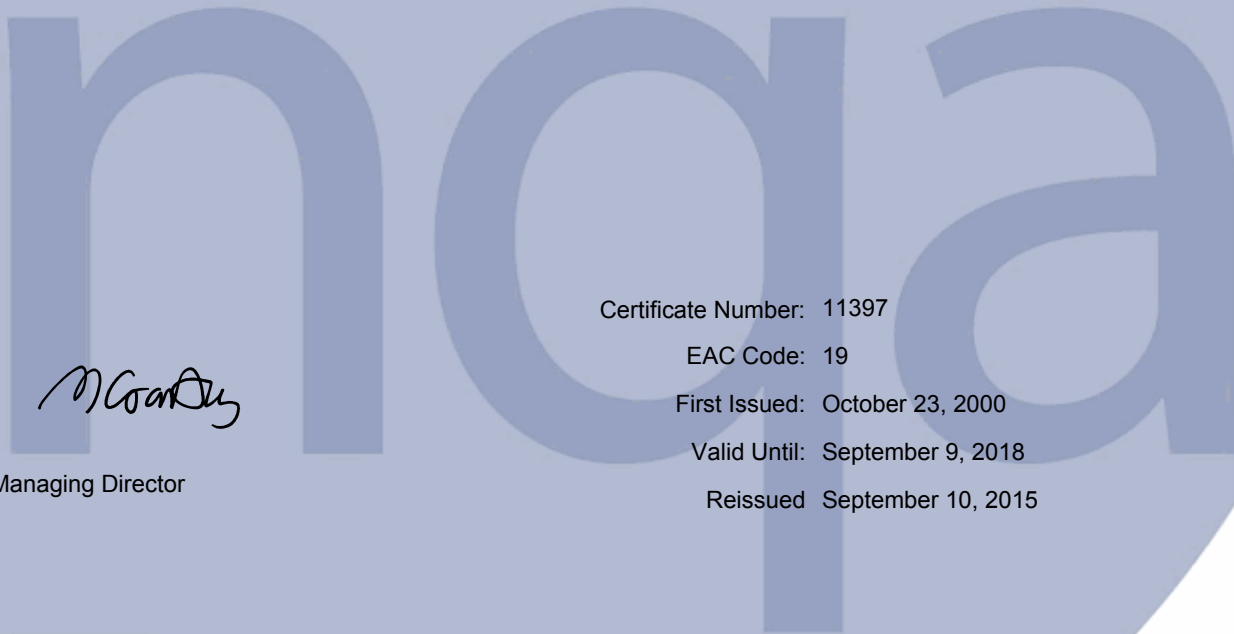 nqa
Certificate Number: 11397
EAC Code: 19
First Issued: October 23, 2000
Valid Until: September 9, 2018
Managing Director
Reissued September 10, 2015